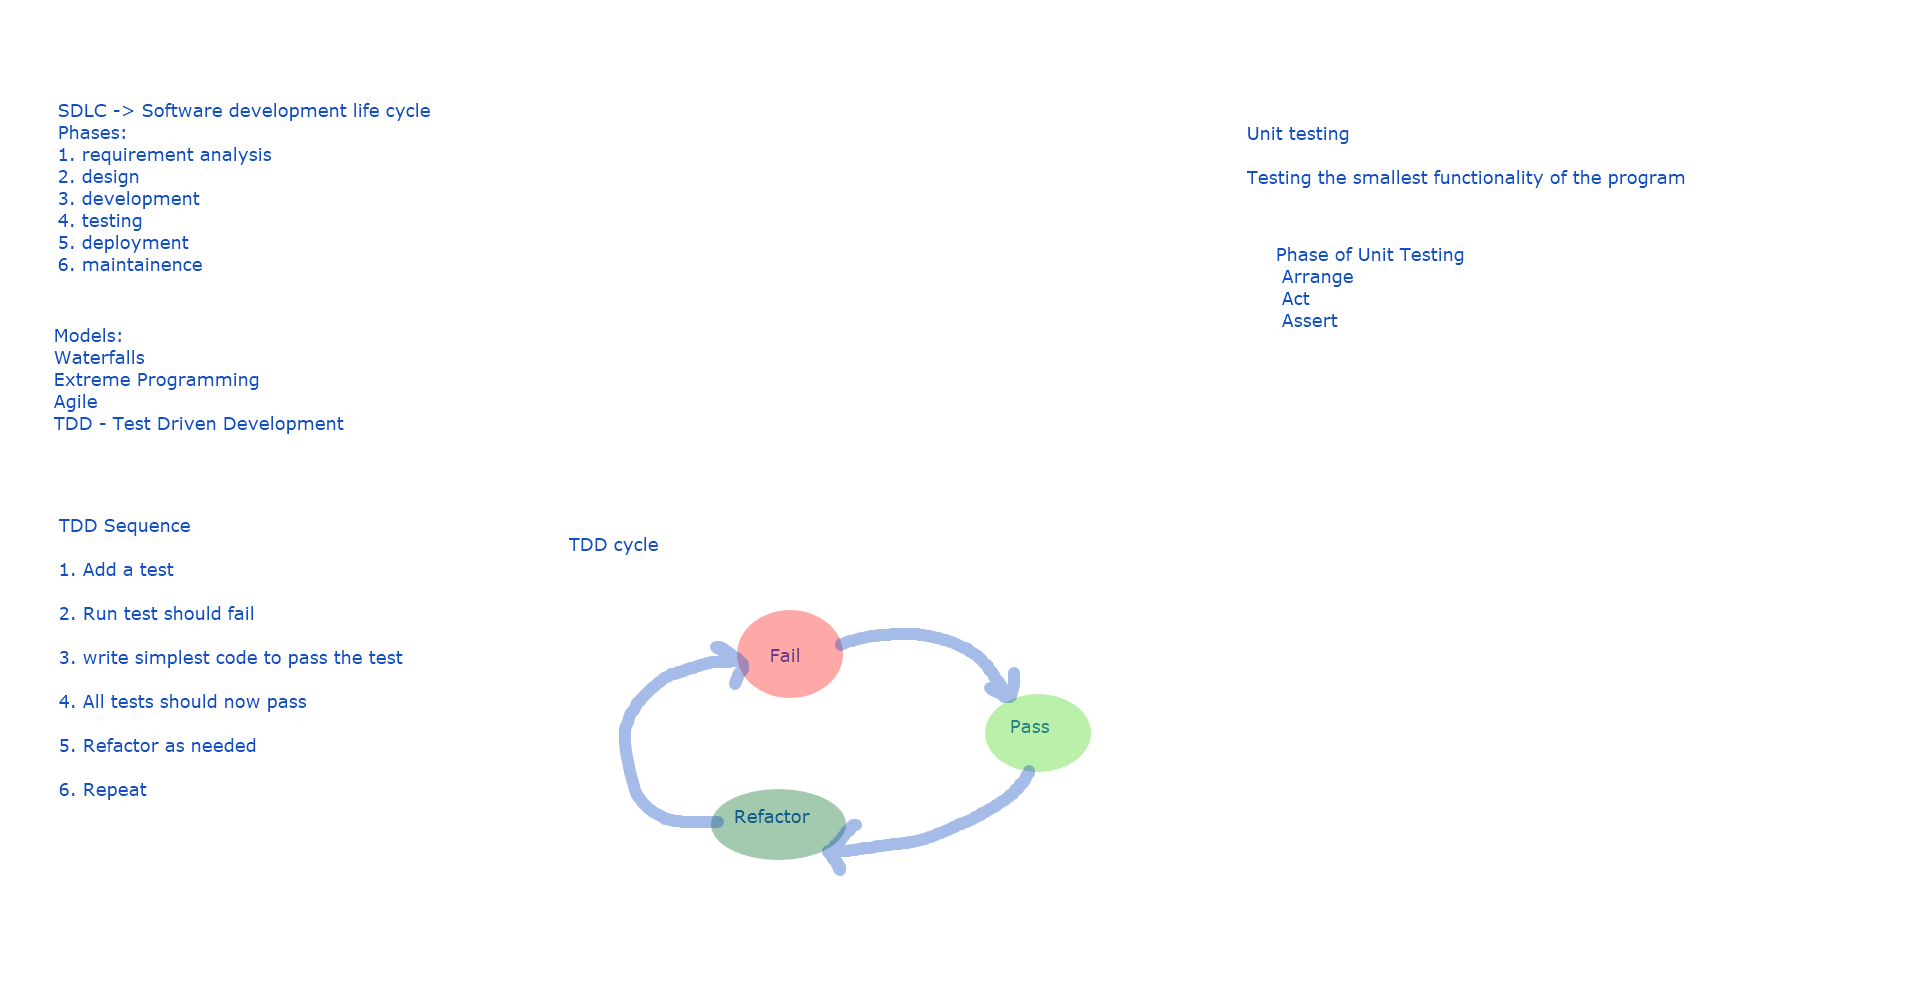 SDLC -> Software development life cycle
Phases:
1. requirement analysis
2. design
3. development
4. testing
5. deployment
6. maintainence
Models:
Waterfalls
Extreme Programming
Agile
TDD - Test Driven Development
TDD Sequence
1. Add a test
2. Run test should fail
3. write simplest code to pass the test
4. All tests should now pass
5. Refactor as needed
6. Repeat
TDD cycle
Fail
Pass
Refactor
Unit testing
Testing the smallest functionality of the program
Phase of Unit Testing
Arrange
Act
Assert